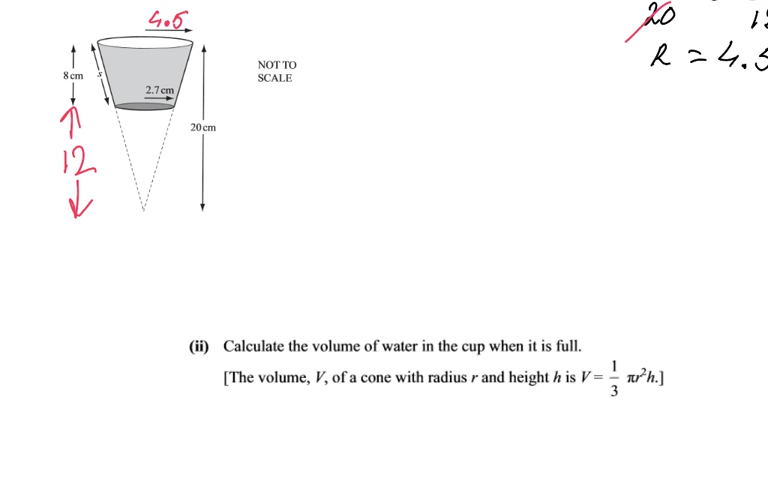 4.5
20
R = 4.5
8 cm
s
2.7 cm
NOT TO
SCALE
20 cm
12
(ii) Calculate the volume of water in the cup when it is full.
[The volume, V, of a cone with radius r and height h is V = 1/3 πr²h.]